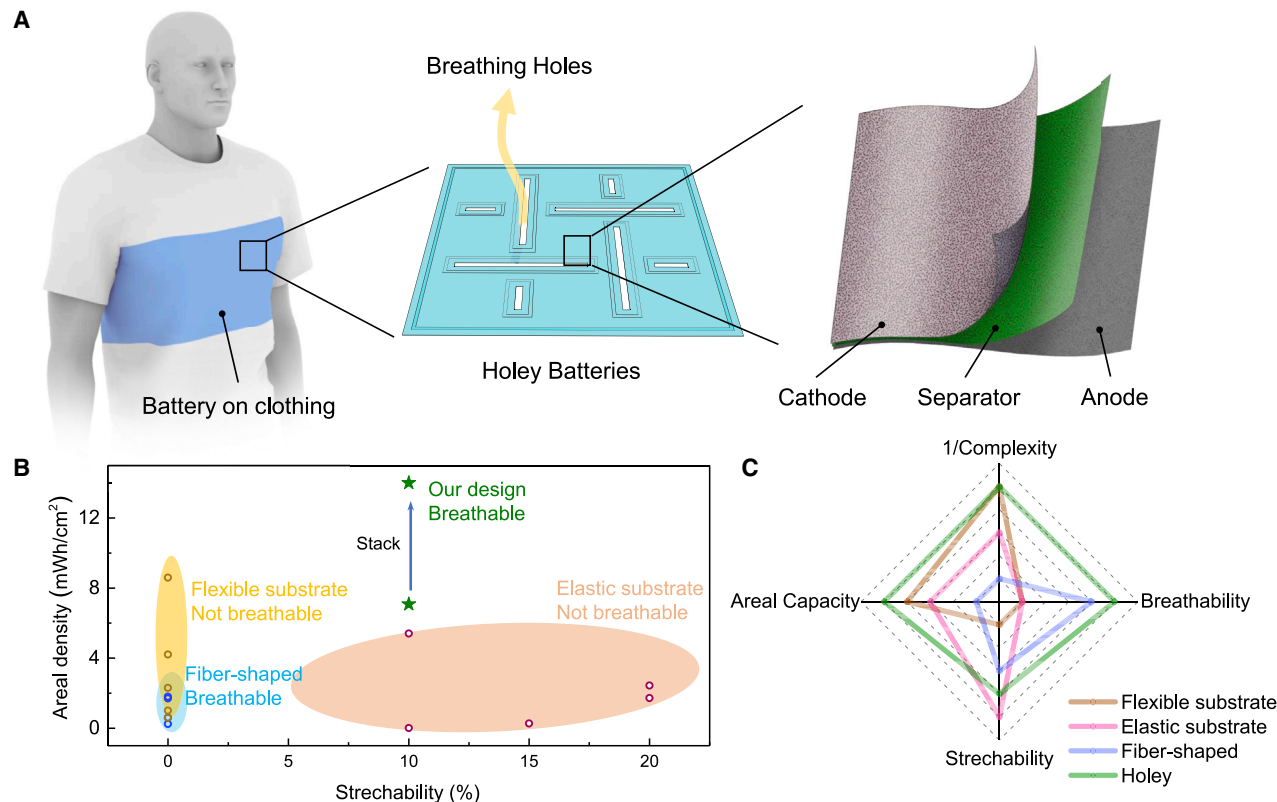 A
Breathing Holes
Battery on clothing
Holey Batteries
Cathode
Separator
Anode
B
Areal density (mWh/cm²)
12
8
4
0
0
5
10
15
20
Strechability (%)
Flexible substrate
Not breathable
Fiber-shaped
Breathable
Stack
Our design
Breathable
Elastic substrate
Not breathable
C
1/Complexity
Areal Capacity
Breathability
Strechability
Flexible substrate
Elastic substrate
Fiber-shaped
Holey